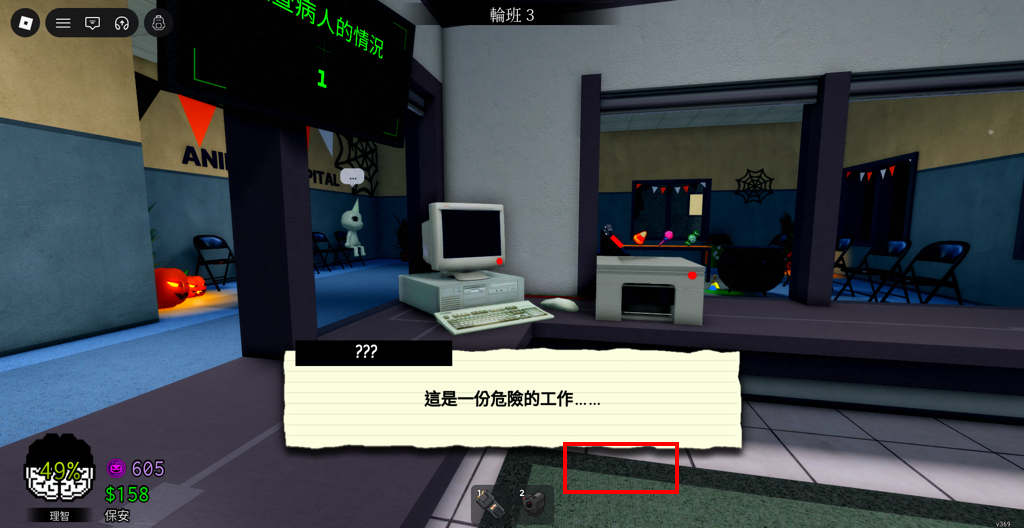 輪班 3
查病人的情況
1
ANI
PITAL
...
???
這是一份危險的工作……
49%
605
$158
理智
保安
1
2
v369